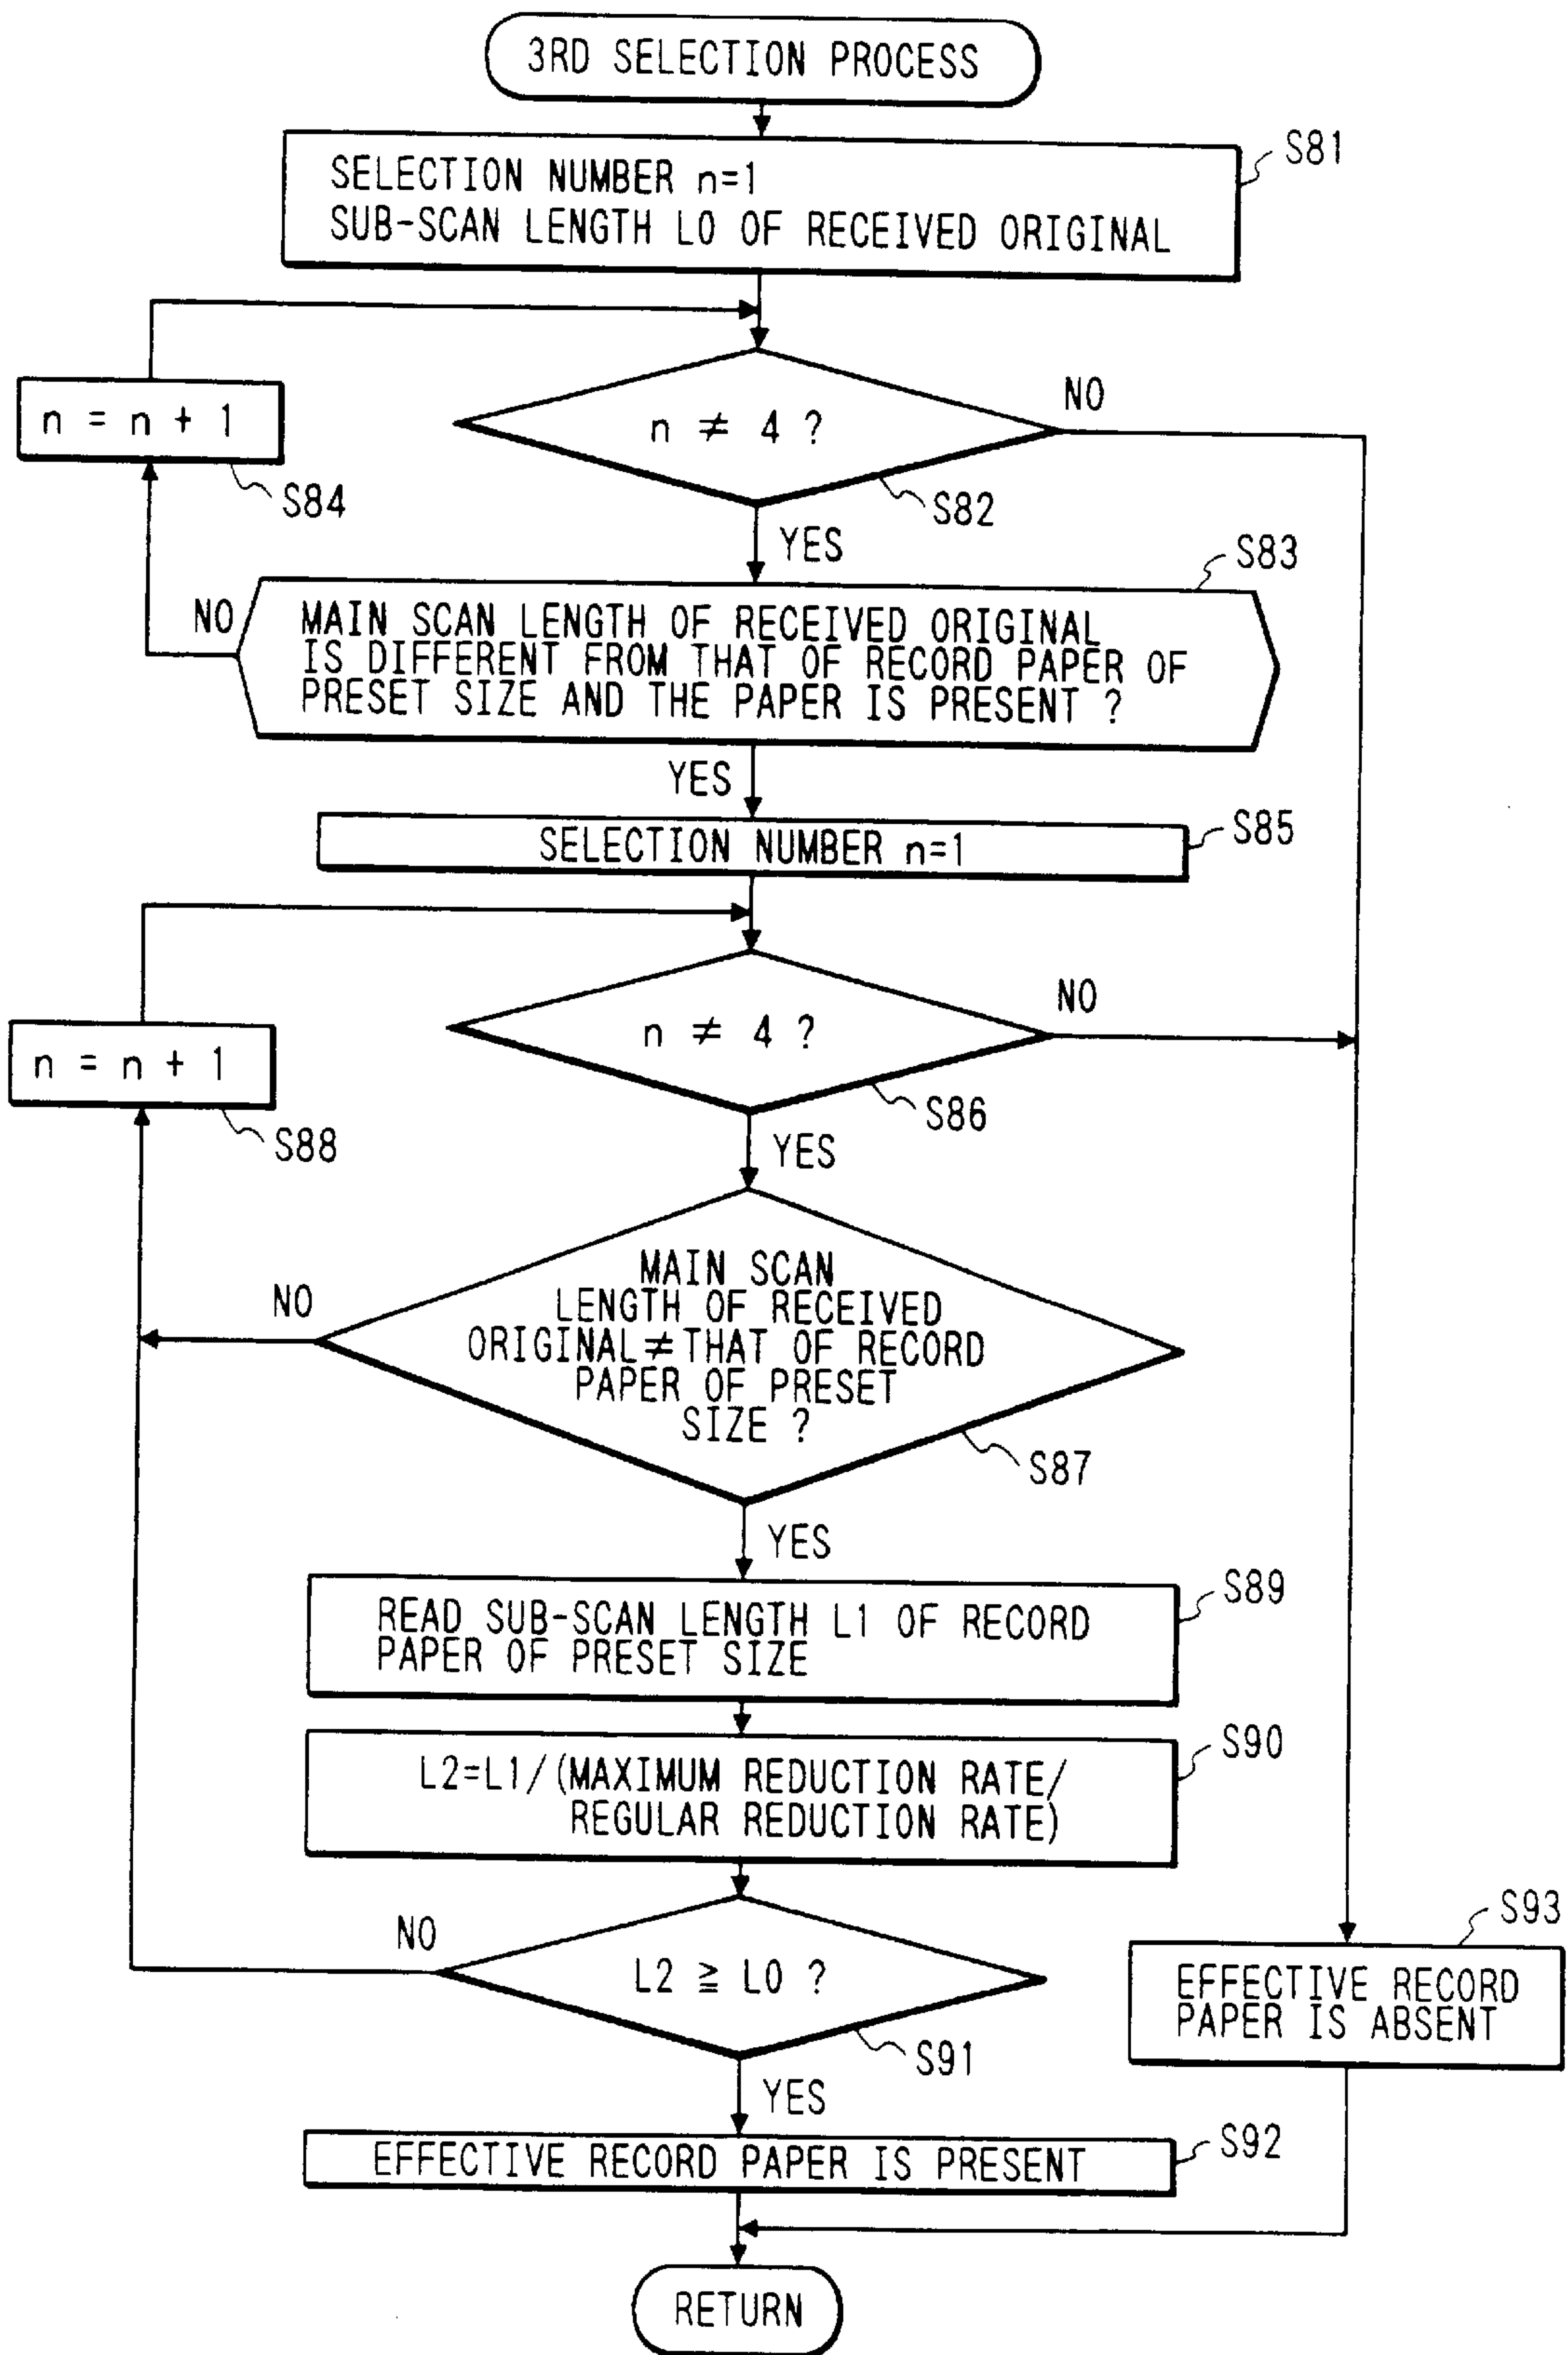 3RD SELECTION PROCESS
S81
SELECTION NUMBER n=1
SUB-SCAN LENGTH L0 OF RECEIVED ORIGINAL
n = n + 1
S84
n ≠ 4 ?
NO
S82
YES
S83
NO
MAIN SCAN LENGTH OF RECEIVED ORIGINAL
IS DIFFERENT FROM THAT OF RECORD PAPER OF
PRESET SIZE AND THE PAPER IS PRESENT ?
YES
SELECTION NUMBER n=1
S85
n = n + 1
S88
n ≠ 4 ?
NO
S86
YES
NO
MAIN SCAN
LENGTH OF RECEIVED
ORIGINAL≠THAT OF RECORD
PAPER OF PRESET
SIZE ?
S87
YES
S89
READ SUB-SCAN LENGTH L1 OF RECORD
PAPER OF PRESET SIZE
S90
L2=L1/(MAXIMUM REDUCTION RATE/
REGULAR REDUCTION RATE)
NO
L2 ≧ L0 ?
S91
YES
S93
EFFECTIVE RECORD
PAPER IS ABSENT
EFFECTIVE RECORD PAPER IS PRESENT
S92
RETURN